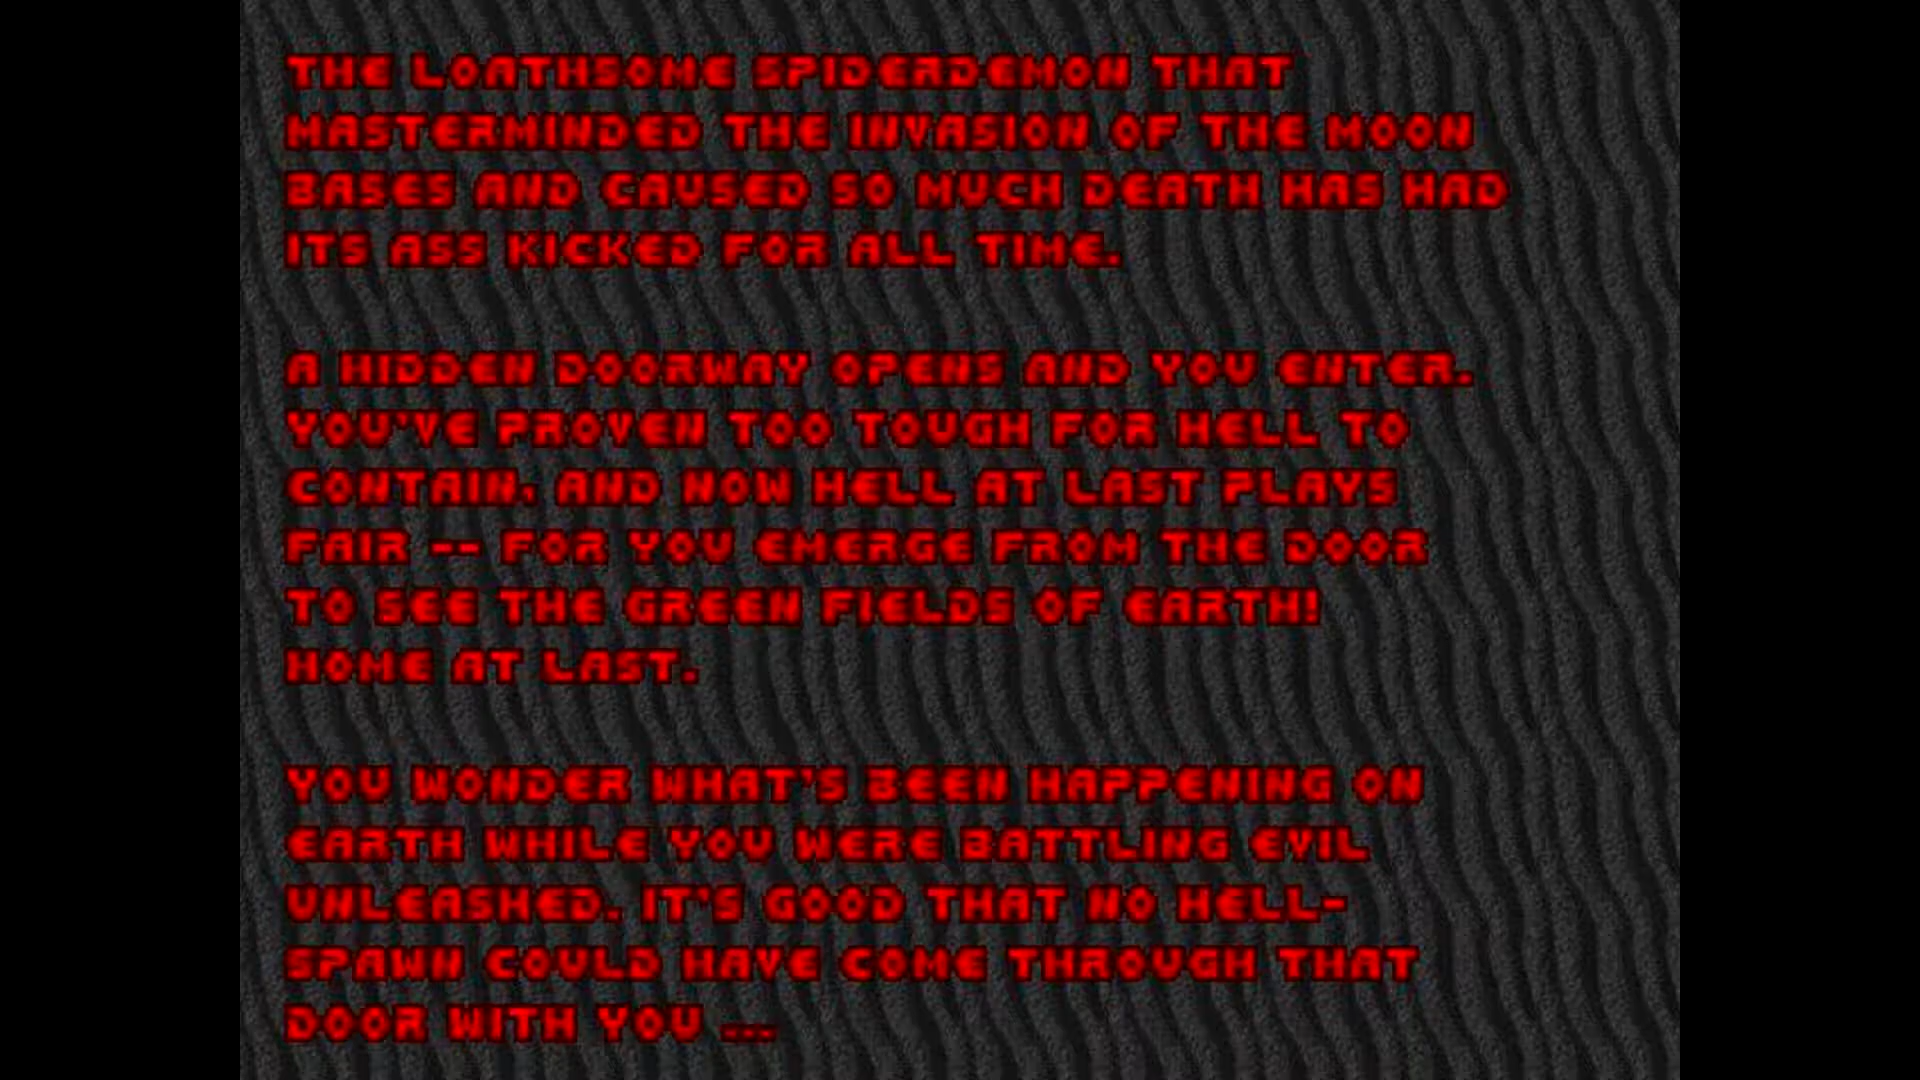 THE LOATHSOME SPIDERDEMON THAT
MASTERMINDED THE INVASION OF THE MOON
BASES AND CAUSED SO MUCH DEATH HAS HAD
ITS ASS KICKED FOR ALL TIME.
A HIDDEN DOORWAY OPENS AND YOU ENTER.
YOU'VE PROVEN TOO TOUGH FOR HELL TO
CONTAIN, AND NOW HELL AT LAST PLAYS
FAIR -- FOR YOU EMERGE FROM THE DOOR
TO SEE THE GREEN FIELDS OF EARTH!
HOME AT LAST.
YOU WONDER WHAT'S BEEN HAPPENING ON
EARTH WHILE YOU WERE BATTLING EVIL
UNLEASHED. IT'S GOOD THAT NO HELL-
SPAWN COULD HAVE COME THROUGH THAT
DOOR WITH YOU ...